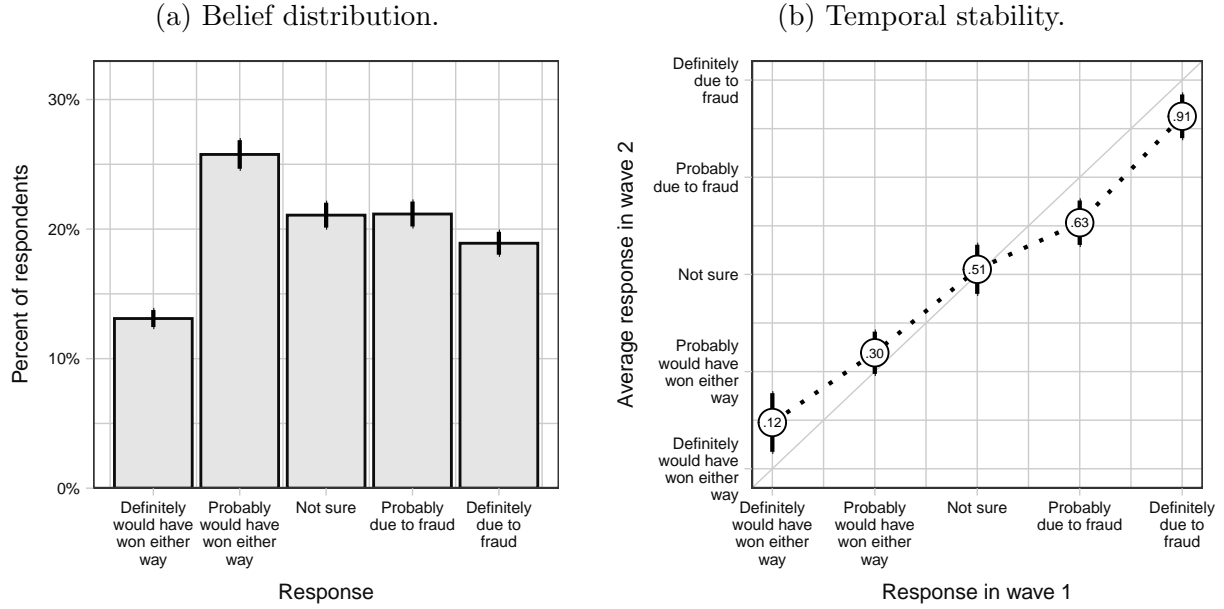 (a) Belief distribution.
Percent of respondents
30%
20%
10%
0%
Definitely
would have
won either
way
Probably
would have
won either
way
Not sure
Probably
due to fraud
Definitely
due to
fraud
Response
(b) Temporal stability.
Average response in wave 2
Definitely
due to
fraud
Probably
due to fraud
Not sure
Probably
would have
won either
way
Definitely
would have
won either
way
.12
.30
.51
.63
.91
Definitely
would have
won either
way
Probably
would have
won either
way
Not sure
Probably
due to fraud
Definitely
due to
fraud
Response in wave 1